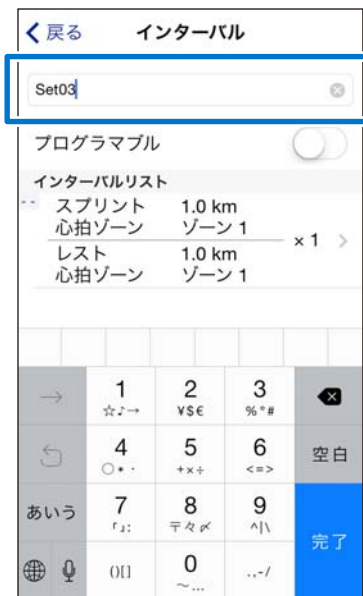 戻る インターバル
Set03
プログラマブル
インターバルリスト
スプリント 1.0 km
心拍ゾーン ゾーン 1
× 1
レスト 1.0 km
心拍ゾーン ゾーン 1
→ 1 2 3
☆♪→ ¥$€ %°#
4 5 6 空白
○*・ +×÷ <=>
あいう 7 8 9
「」: 〒々〆 ^|\
完了
()[] 0 .,-/
~…